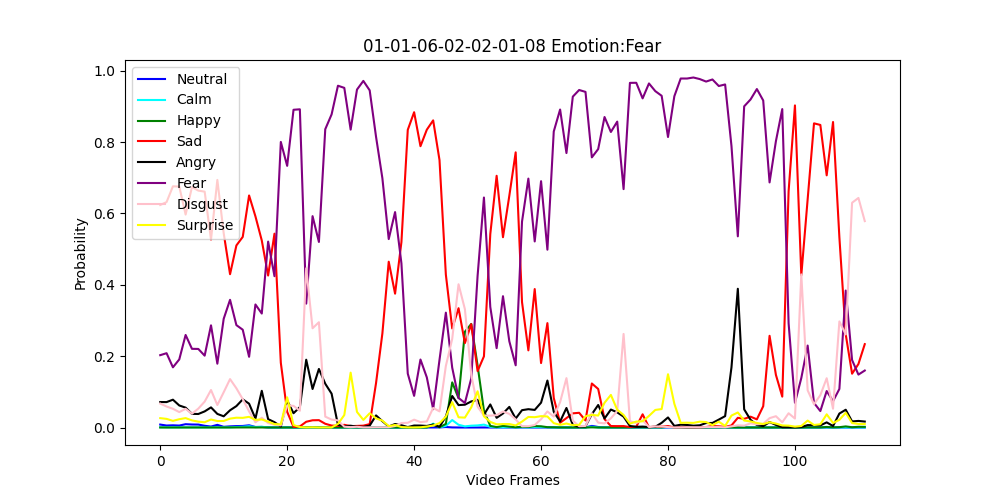 01-01-06-02-02-01-08 Emotion:Fear
Probability
1.0
0.8
0.6
0.4
0.2
0.0
Neutral
Calm
Happy
Sad
Angry
Fear
Disgust
Surprise
0
20
40
60
80
100
Video Frames